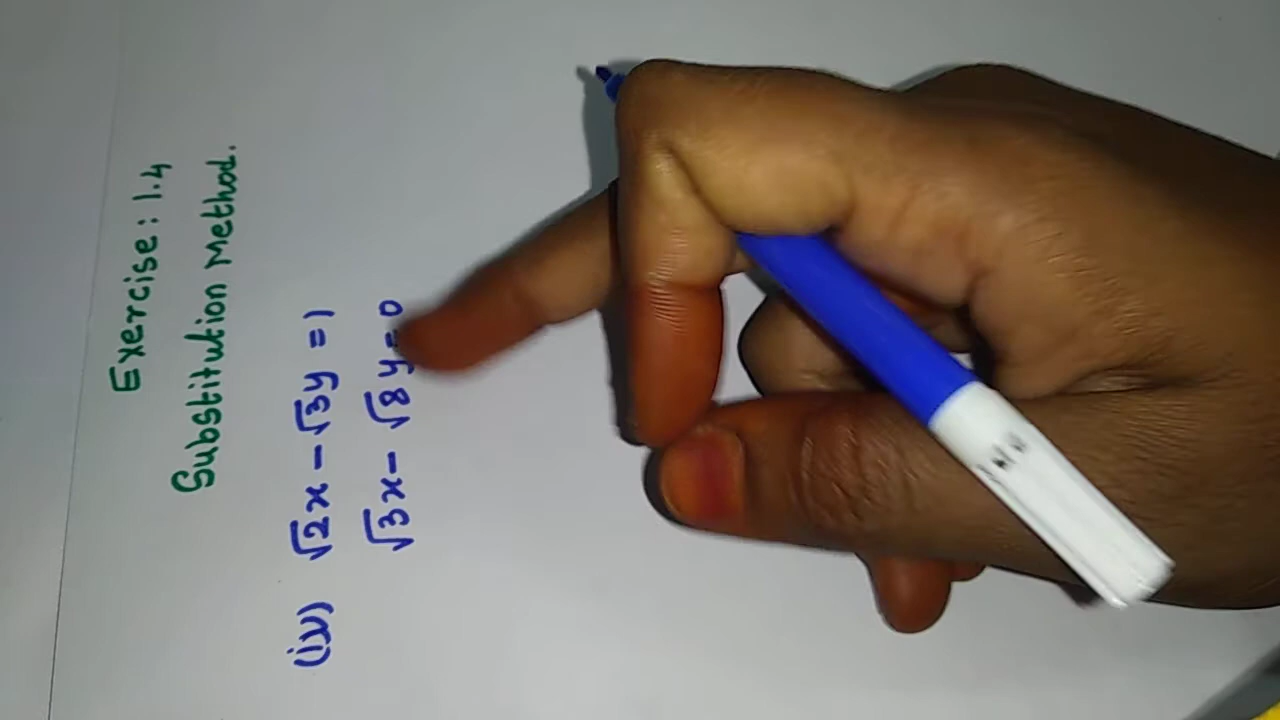 Exercise: 1.4
Substitution Method.
(iv) √2x - √3y = 1
√3x - √8y = 0